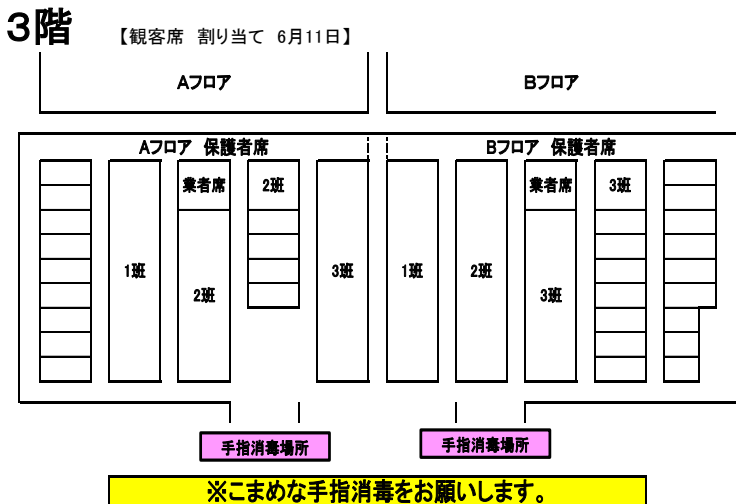 ３階 【観客席 割り当て 6月11日】
Aフロア Bフロア
Aフロア 保護者席 Bフロア 保護者席
業者席 2班 業者席 3班
1班 3班 1班 2班
2班 3班
手指消毒場所 手指消毒場所
※こまめな手指消毒をお願いします。